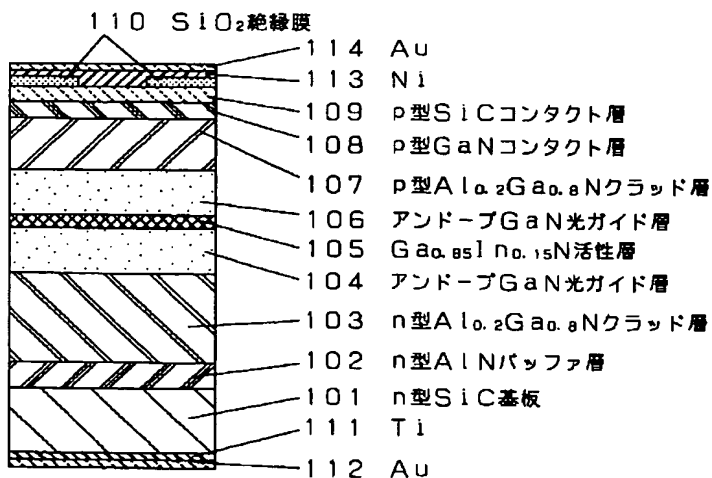 110 SiO₂絶縁膜
114 Au
113 Ni
109 p型SiCコンタクト層
108 p型GaNコンタクト層
107 p型Al₀.₂Ga₀.₈Nクラッド層
106 アンドープGaN光ガイド層
105 Ga₀.₈₅In₀.₁₅N活性層
104 アンドープGaN光ガイド層
103 n型Al₀.₂Ga₀.₈Nクラッド層
102 n型AlNバッファ層
101 n型SiC基板
111 Ti
112 Au